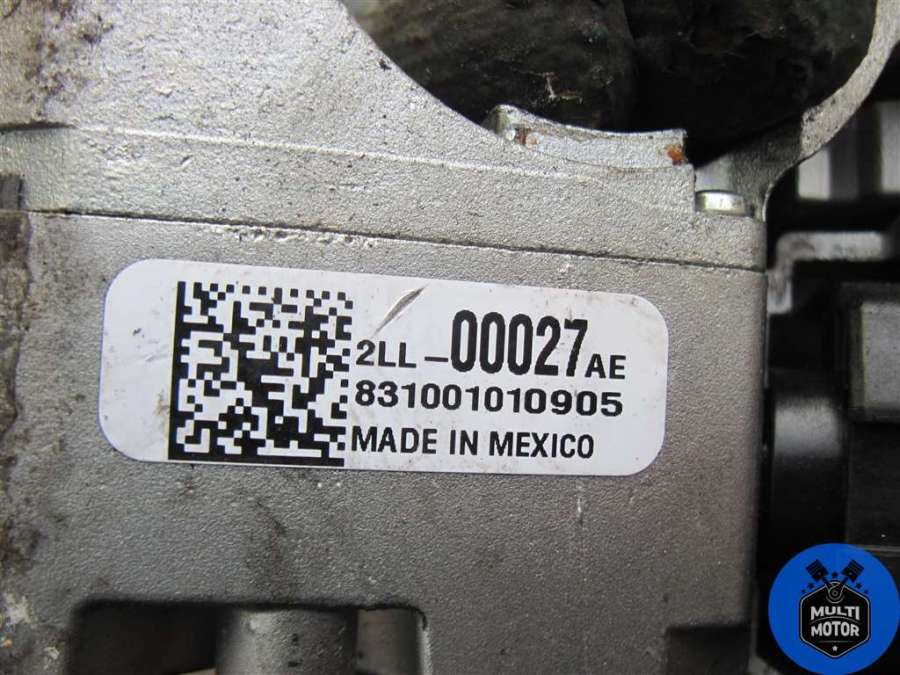 2LL-00027AE
831001010905
MADE IN MEXICO
MULTI
MOTOR